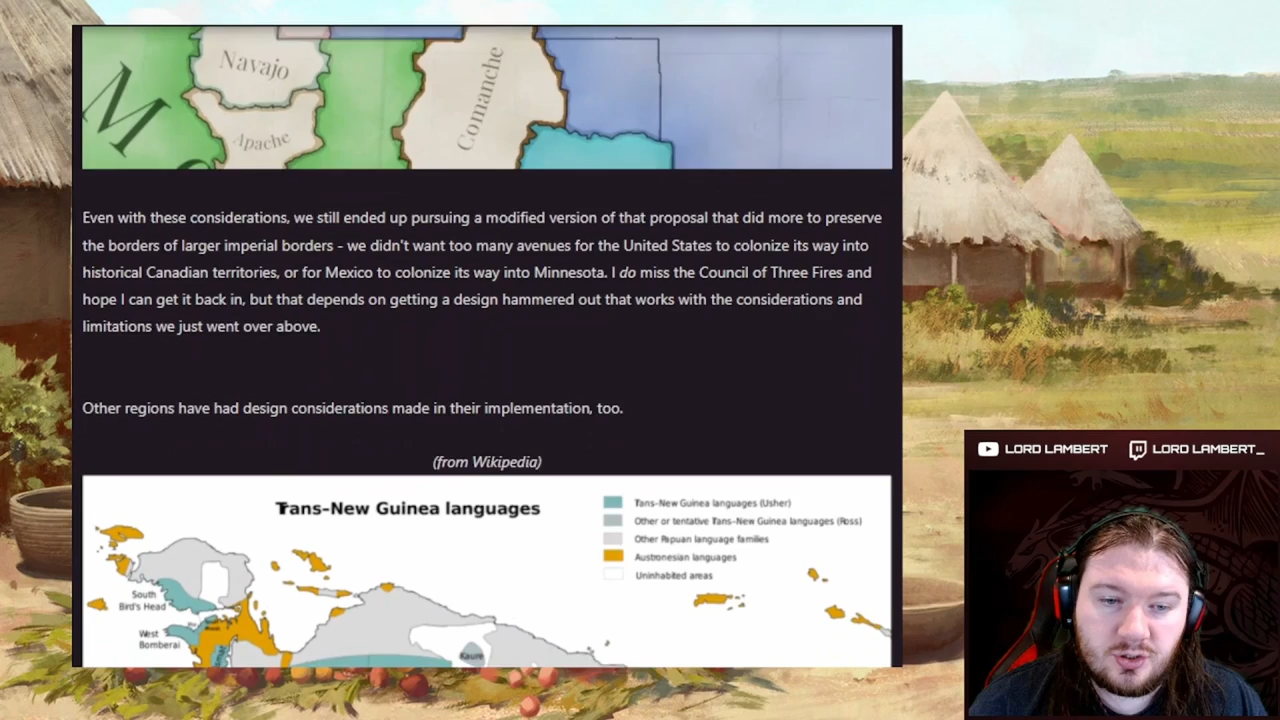 Navajo
Comanche
M
Apache
Even with these considerations, we still ended up pursuing a modified version of that proposal that did more to preserve
the borders of larger imperial borders - we didn't want too many avenues for the United States to colonize its way into
historical Canadian territories, or for Mexico to colonize its way into Minnesota. I do miss the Council of Three Fires and
hope I can get it back in, but that depends on getting a design hammered out that works with the considerations and
limitations we just went over above.
Other regions have had design considerations made in their implementation, too.
(from Wikipedia)
Trans-New Guinea languages
Trans-New Guinea languages (Usher)
Other or tentative Trans-New Guinea languages (Ross)
Other Papuan language families
Austronesian languages
Uninhabited areas
South
Bird's Head
West
Bomberai
Kaure
LORD LAMBERT
LORD LAMBERT_